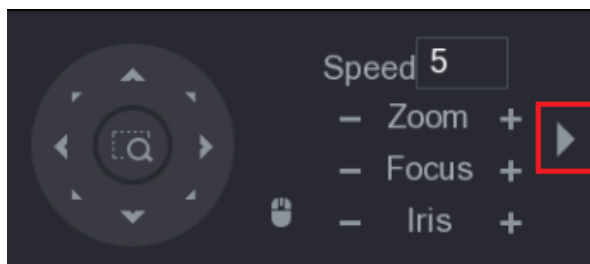 Speed 5
− Zoom +
− Focus +
− Iris +